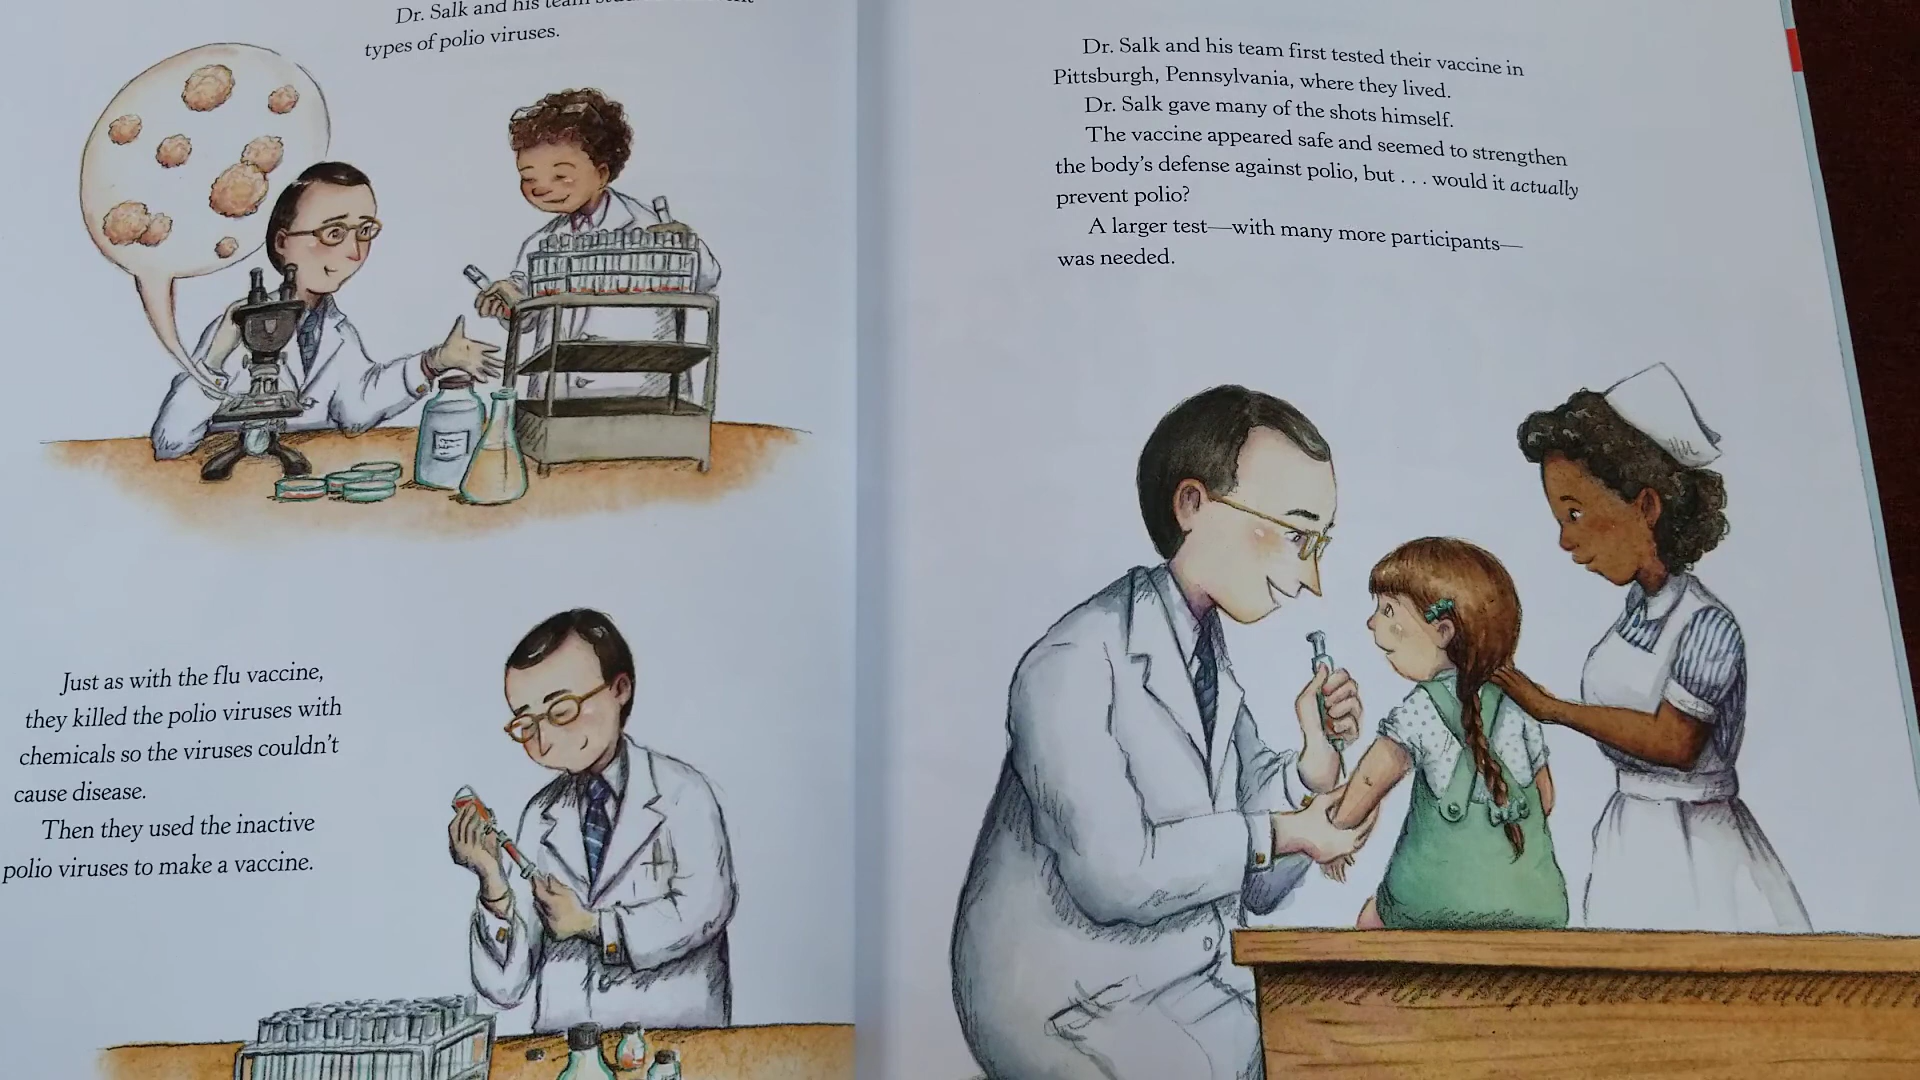 Dr. Salk and his team
types of polio viruses.
Just as with the flu vaccine,
they killed the polio viruses with
chemicals so the viruses couldn't
cause disease.
Then they used the inactive
polio viruses to make a vaccine.
Dr. Salk and his team first tested their vaccine in
Pittsburgh, Pennsylvania, where they lived.
Dr. Salk gave many of the shots himself.
The vaccine appeared safe and seemed to strengthen
the body's defense against polio, but . . . would it actually
prevent polio?
A larger test—with many more participants—
was needed.